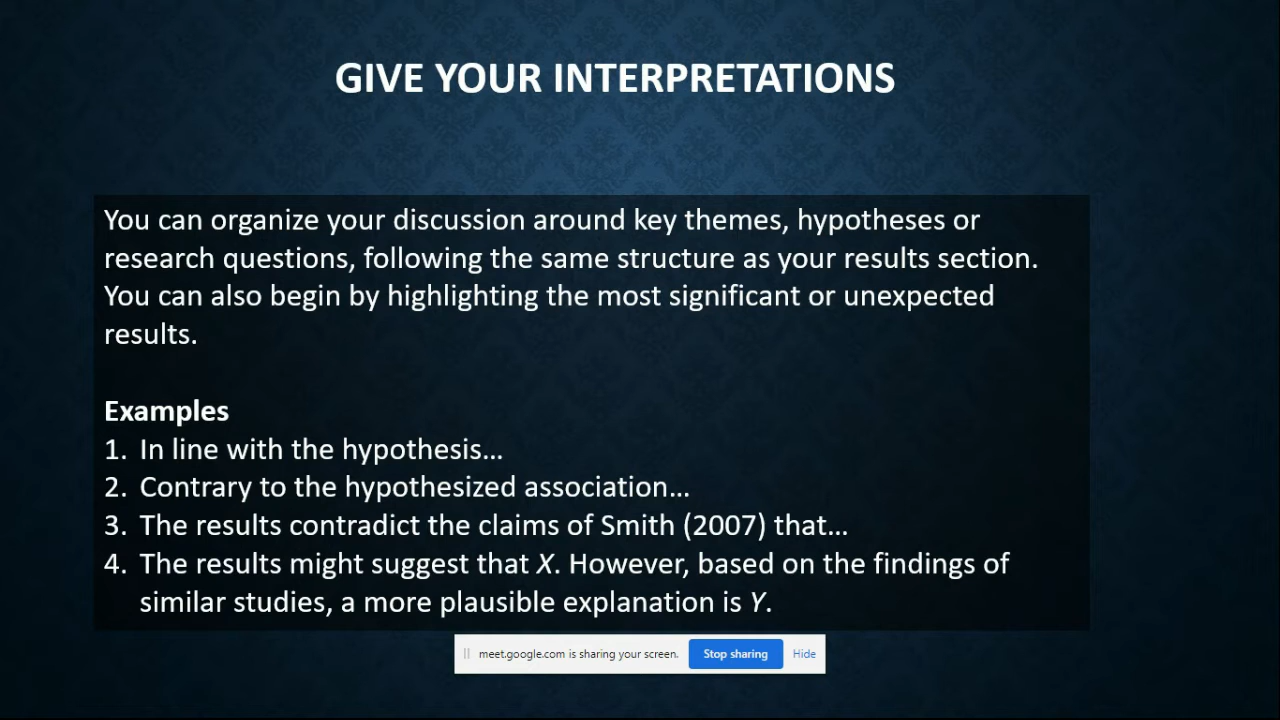 GIVE YOUR INTERPRETATIONS
You can organize your discussion around key themes, hypotheses or
research questions, following the same structure as your results section.
You can also begin by highlighting the most significant or unexpected
results.
Examples
1. In line with the hypothesis...
2. Contrary to the hypothesized association...
3. The results contradict the claims of Smith (2007) that...
4. The results might suggest that X. However, based on the findings of
similar studies, a more plausible explanation is Y.
meet.google.com is sharing your screen. Stop sharing Hide